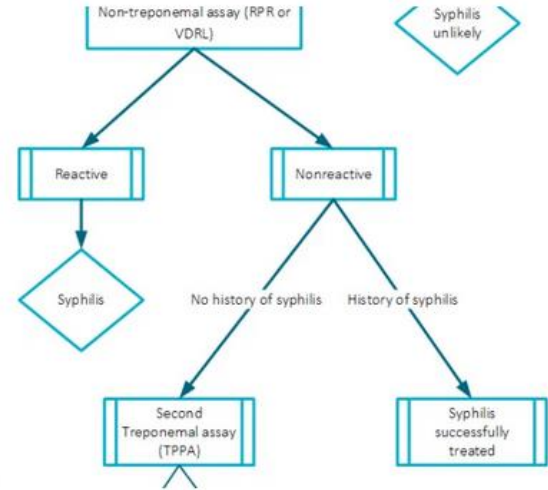 Non-treponemal assay (RPR or
VDRL)
Syphilis
unlikely
Reactive
Nonreactive
Syphilis
No history of syphilis
History of syphilis
Second
Treponemal assay
(TPPA)
Syphilis
successfully
treated